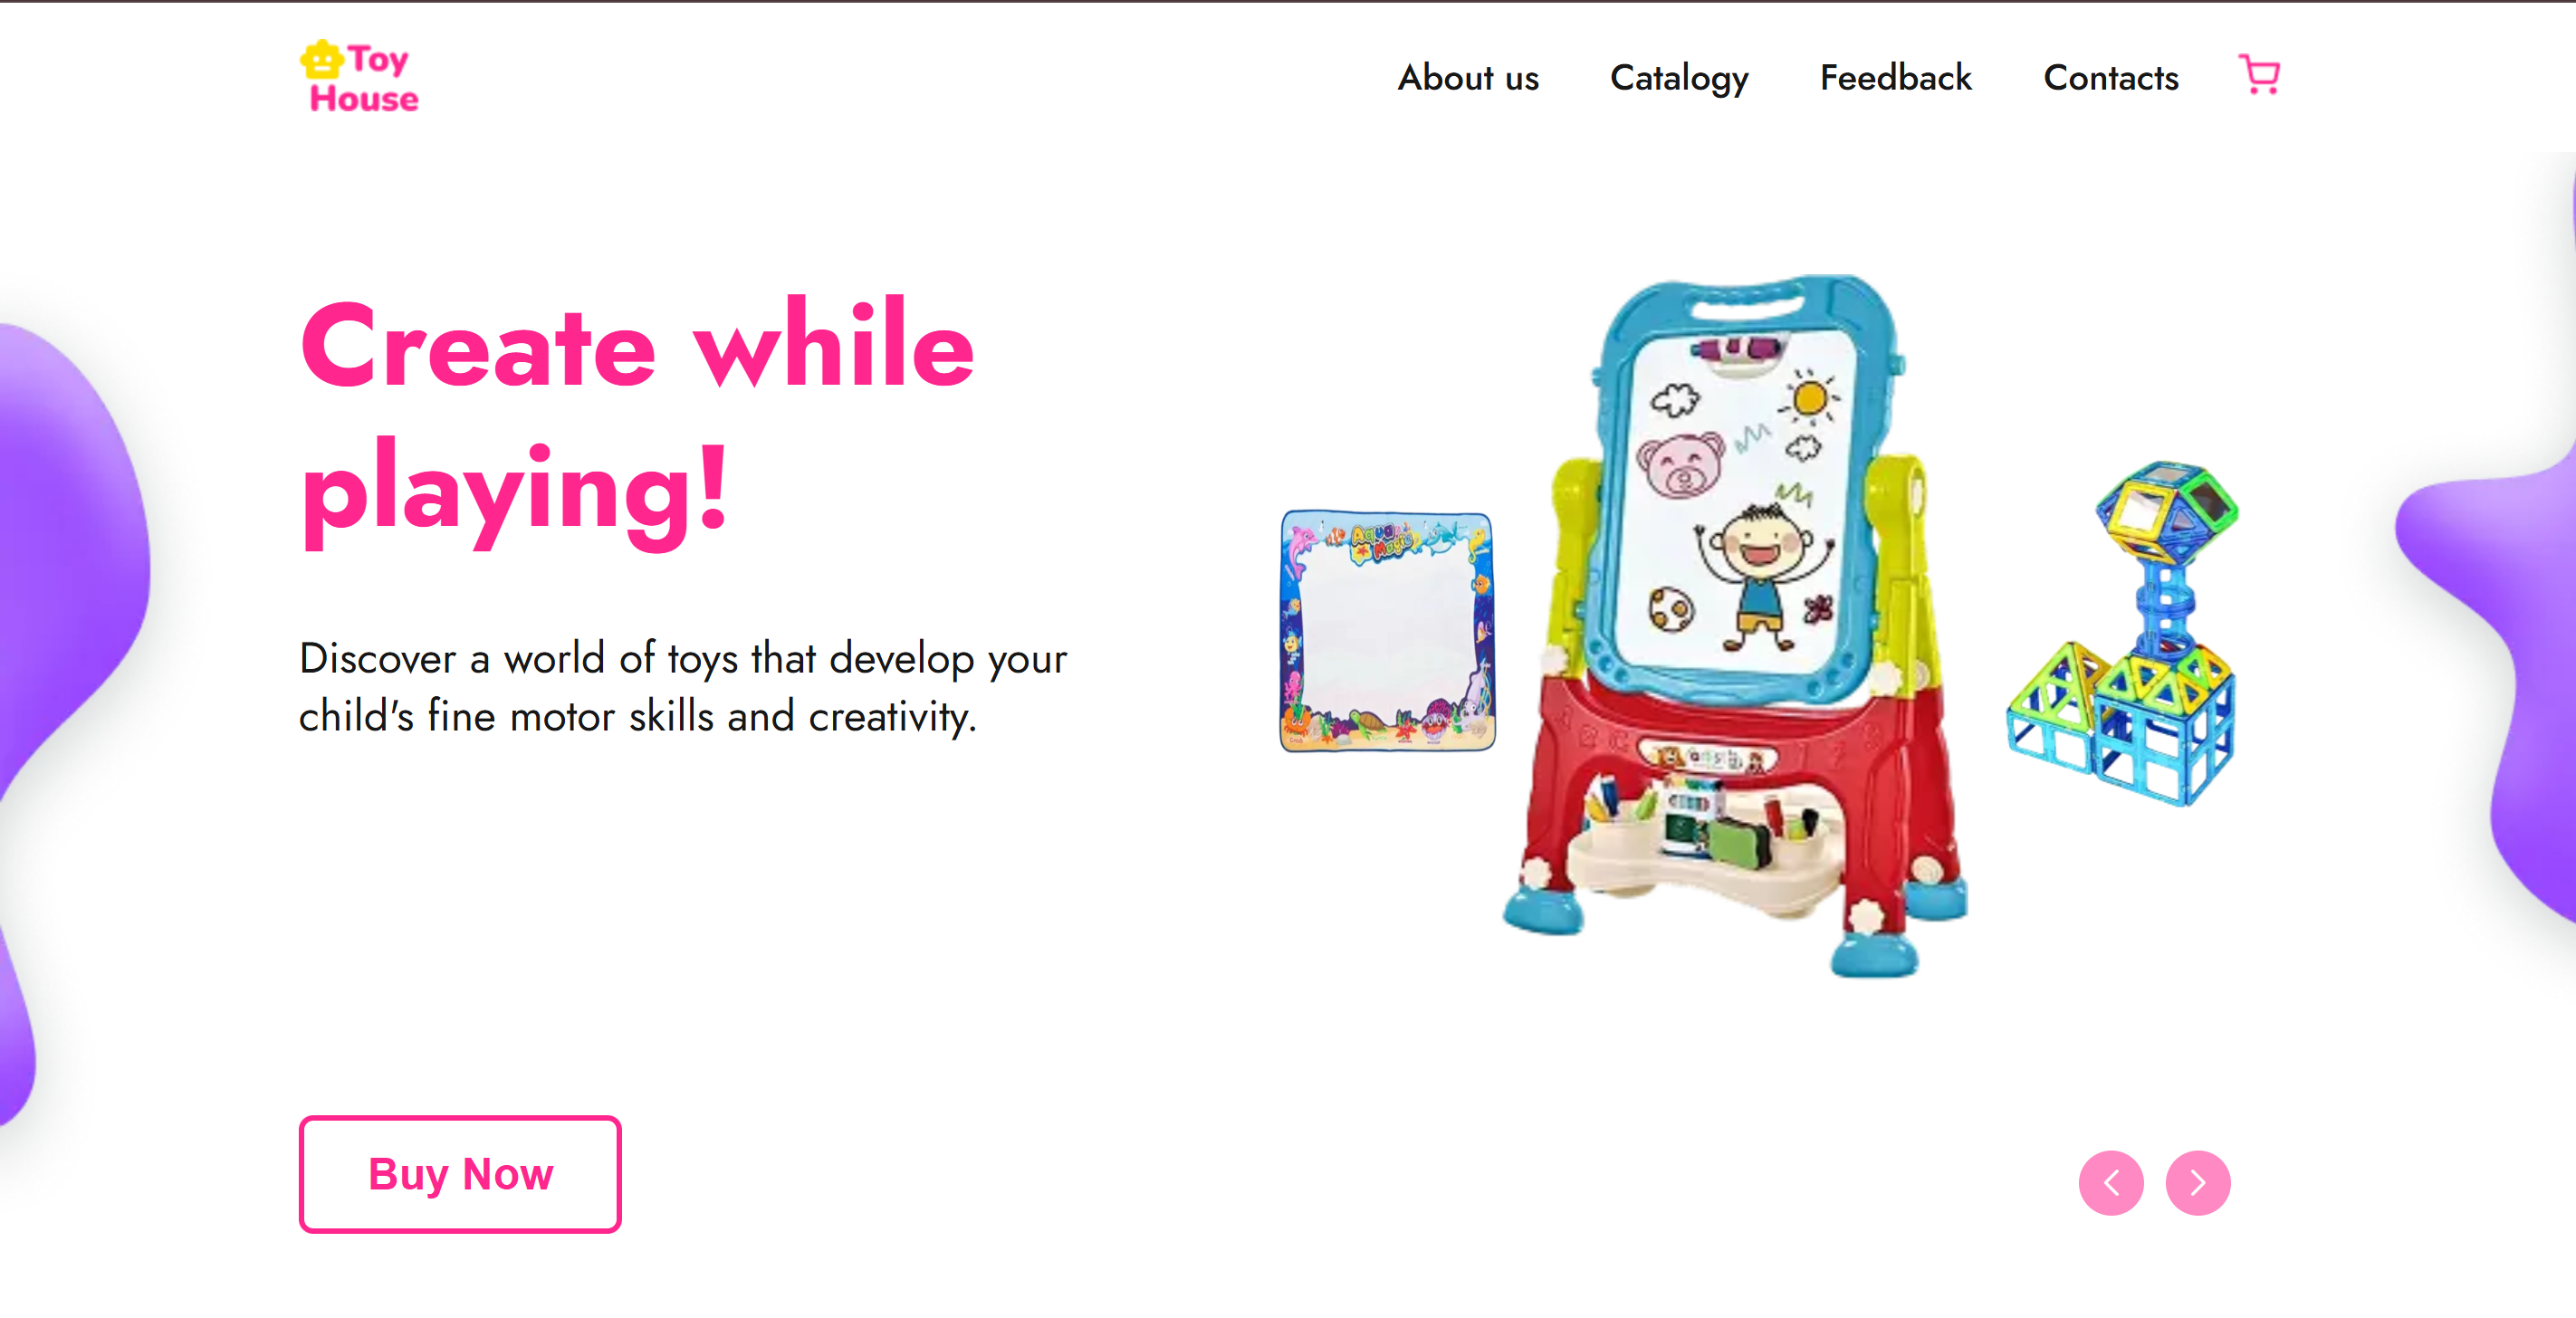 Toy
House
About us
Catalogy
Feedback
Contacts
Create while
playing!
Discover a world of toys that develop your
child's fine motor skills and creativity.
Aqua
Magic
Buy Now